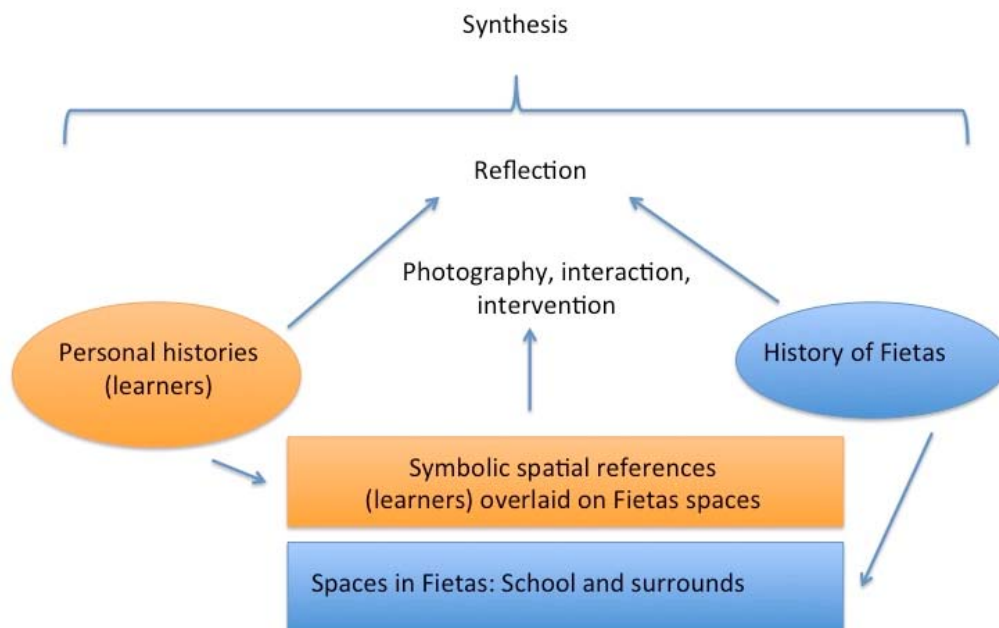 Synthesis
Reflection
Photography, interaction,
intervention
Personal histories
(learners)
History of Fietas
Symbolic spatial references
(learners) overlaid on Fietas spaces
Spaces in Fietas: School and surrounds